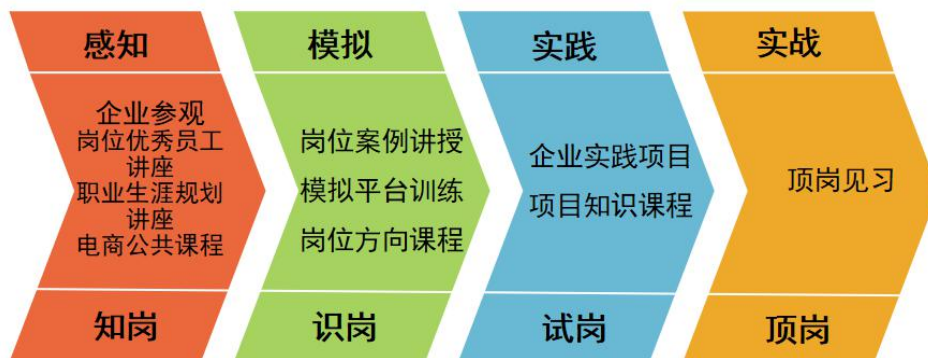 感知
企业参观
岗位优秀员工
讲座
职业生涯规划
讲座
电商公共课程
知岗
模拟
岗位案例讲授
模拟平台训练
岗位方向课程
识岗
实践
企业实践项目
项目知识课程
试岗
实战
顶岗见习
顶岗